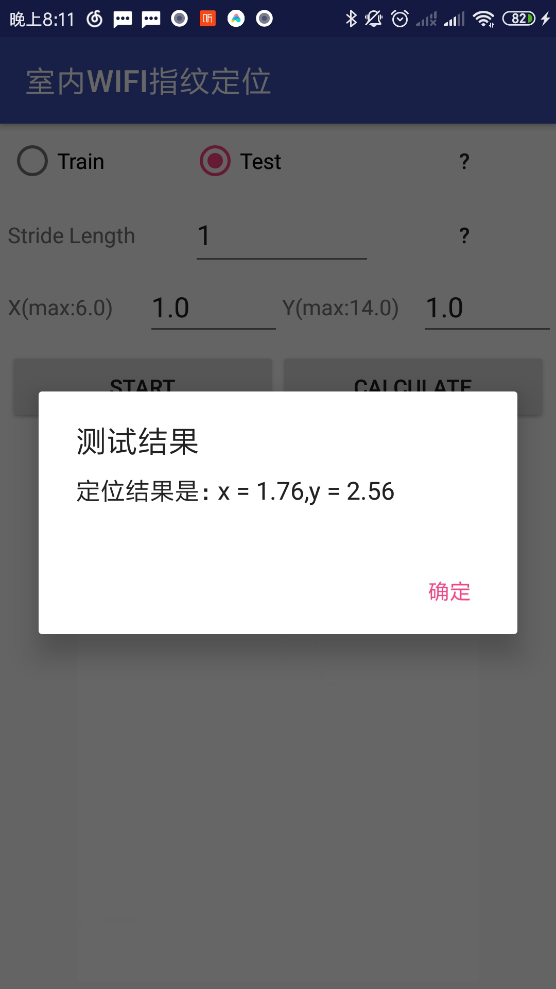 晚上8:11 听 82
室内WIFI指纹定位
Train Test ?
Stride Length 1 ?
X(max:6.0) 1.0 Y(max:14.0) 1.0
START CALCULATE
测试结果
定位结果是: x = 1.76,y = 2.56
确定